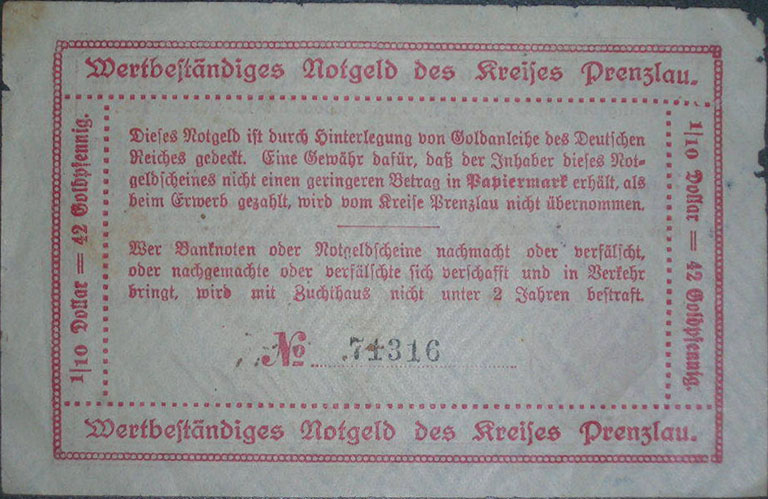 Wertbeständiges Notgeld des Kreises Prenzlau.
1/10 Dollar = 42 Goldpfennig.
Dieses Notgeld ist durch Hinterlegung von Goldanleihe des Deutschen
Reiches gedeckt. Eine Gewähr dafür, daß der Inhaber dieses Not-
geldscheines nicht einen geringeren Betrag in Papiermark erhält, als
beim Erwerb gezahlt, wird vom Kreise Prenzlau nicht übernommen.
Wer Banknoten oder Notgeldscheine nachmacht oder verfälscht,
oder nachgemachte oder verfälschte sich verschafft und in Verkehr
bringt, wird mit Zuchthaus nicht unter 2 Jahren bestraft.
No 74316
1/10 Dollar = 42 Goldpfennig.
Wertbeständiges Notgeld des Kreises Prenzlau.